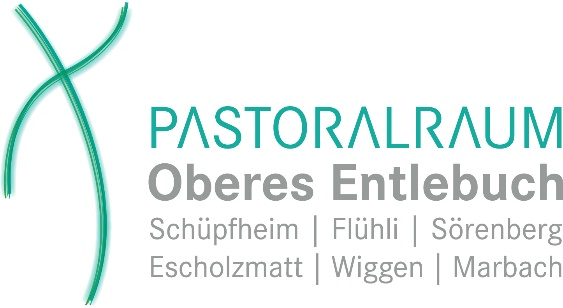 PASTORALRAUM
Oberes Entlebuch
Schüpfheim | Flühli | Sörenberg
Escholzmatt | Wiggen | Marbach